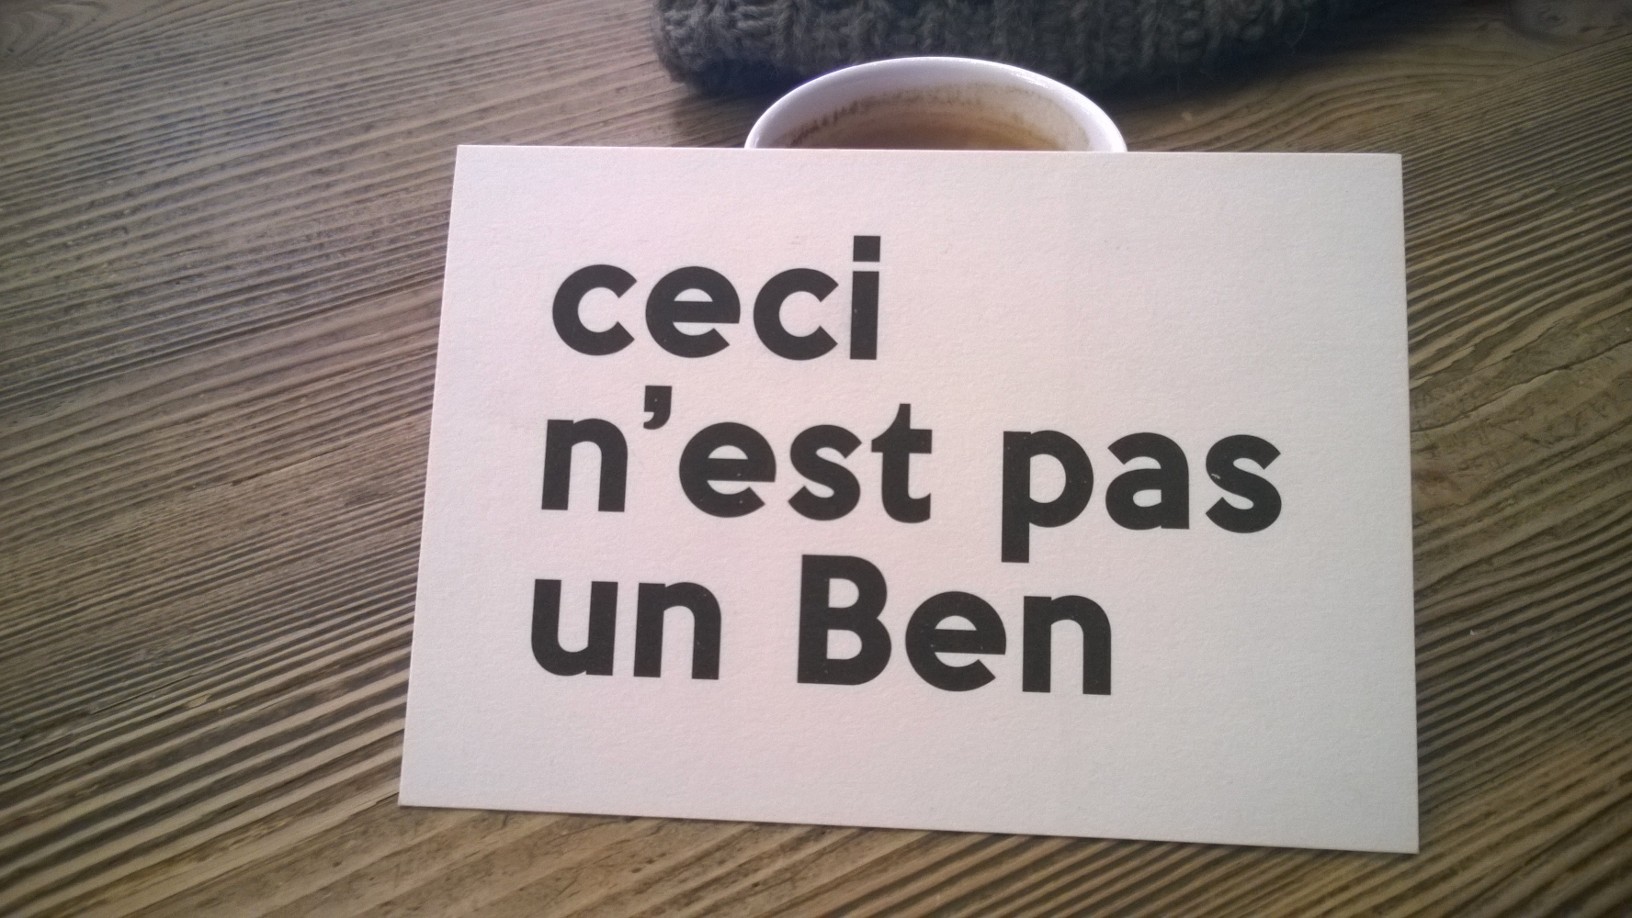 ceci
n’est pas
un Ben